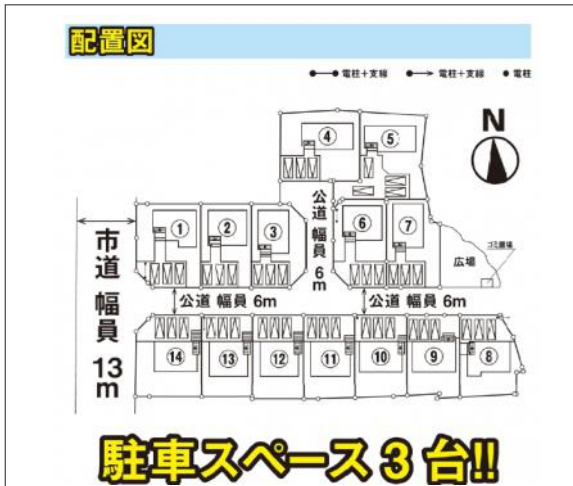 配置図
電柱+支線 電柱+支線 電柱
N
④ ⑤
① ② ③ ⑥ ⑦
公道 幅員 6m
広場
ゴミ置場
市道 幅員 13m
公道 幅員 6m
公道 幅員 6m
⑭ ⑬ ⑫ ⑪ ⑩ ⑨ ⑧
駐車スペース3台!!